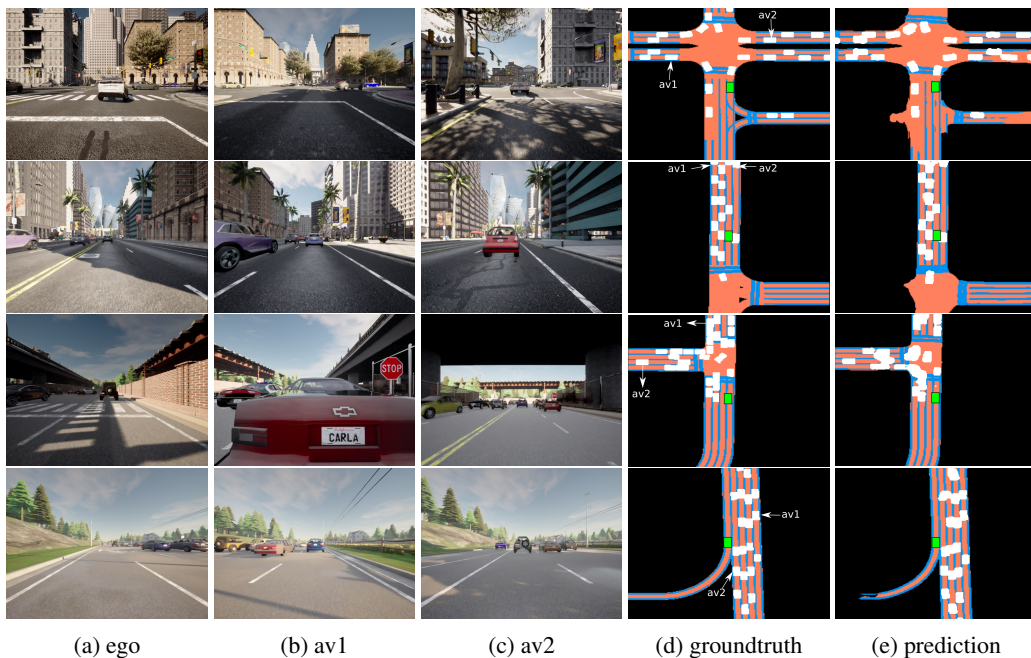 av2
av1
av1
av2
av1
STOP
av2
CARLA
av1
av2
(a) ego
(b) av1
(c) av2
(d) groundtruth
(e) prediction